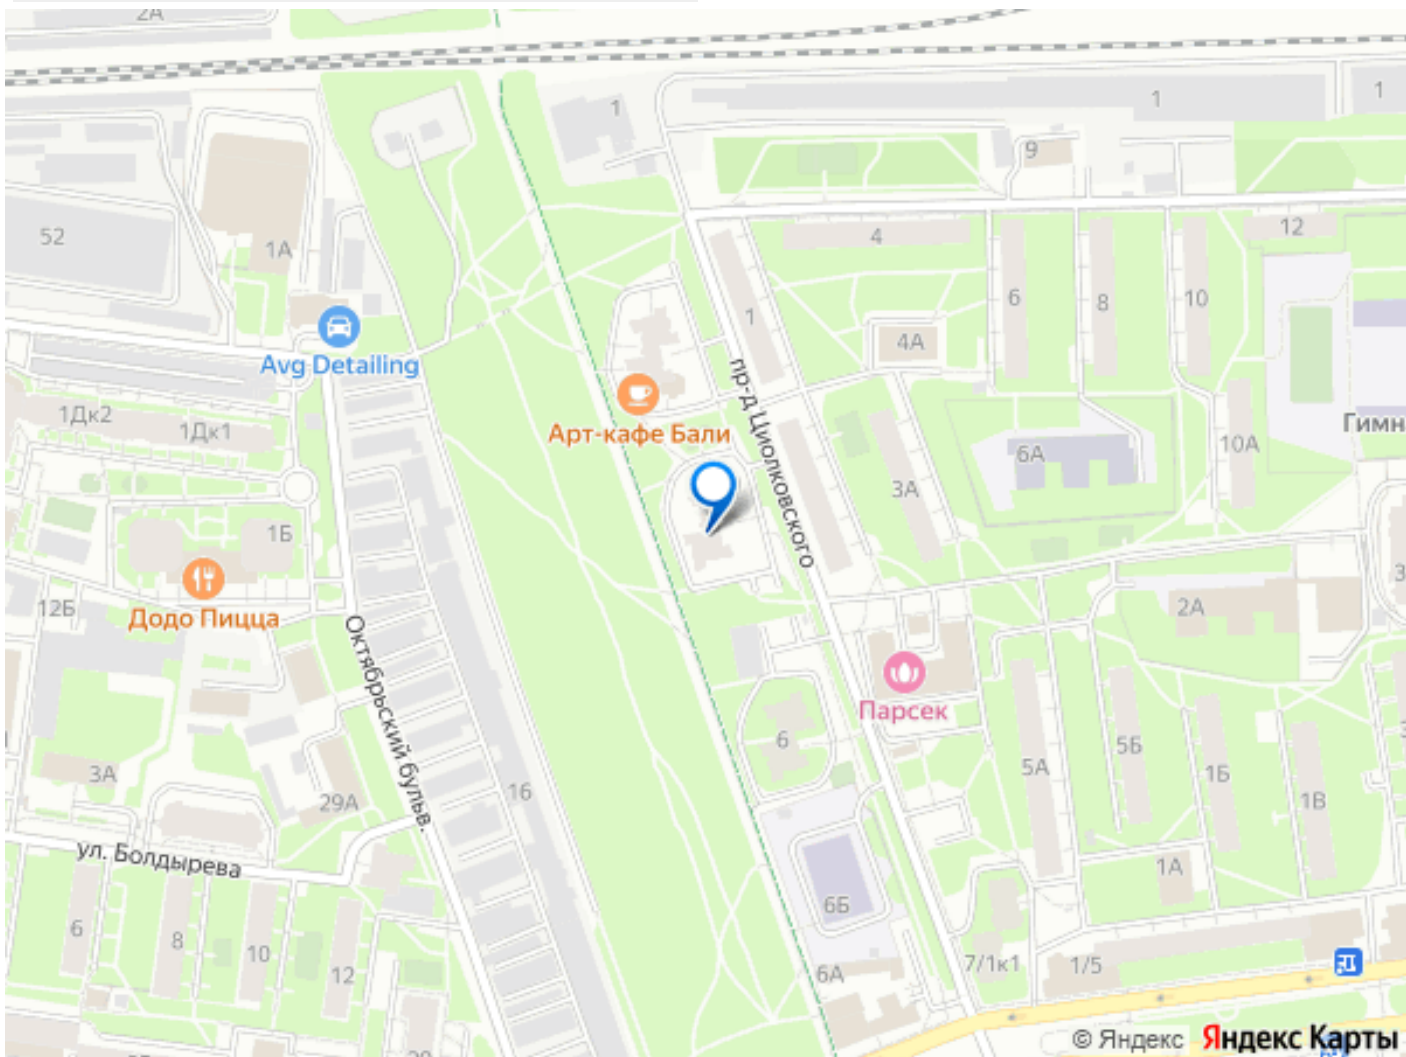 2А
1
1
1
9
52
1А
4
12
6
8
10
1
4А
Avg Detailing
пр-д Циолковского
1Дк2
1Дк1
Арт-кафе Бали
Гимн
6А
10А
3А
1Б
12Б
Додо Пицца
2А
3
Октябрьский бульв.
Парсек
6
5А
5Б
1Б
1В
3А
29А
16
ул. Болдырева
1А
6Б
6
8
10
12
6А
7/1к1
1/5
© Яндекс
Яндекс Карты